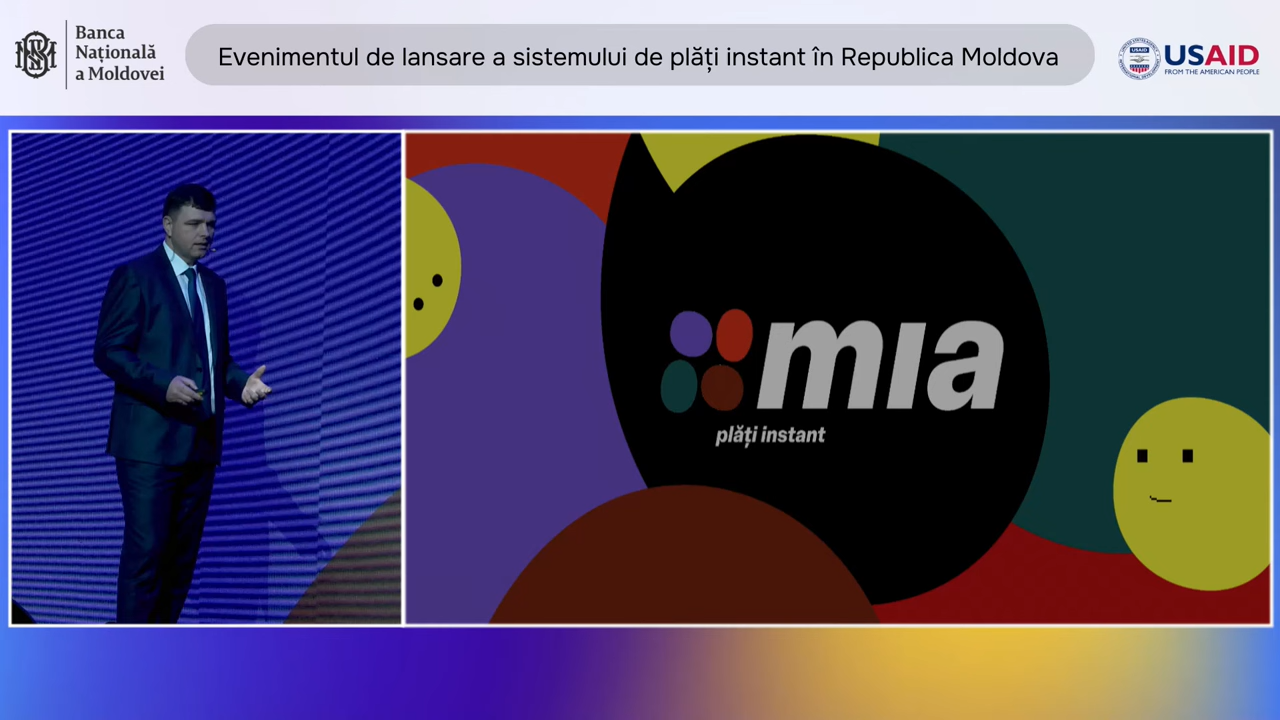 Banca
Națională
a Moldovei
Evenimentul de lansare a sistemului de plăți instant în Republica Moldova
USAID
FROM THE AMERICAN PEOPLE
mia
plăți instant